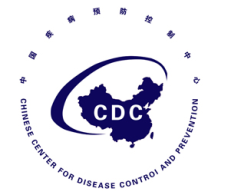 中国疾病预防控制中心
CDC
CHINESE CENTER FOR DISEASE CONTROL AND PREVENTION